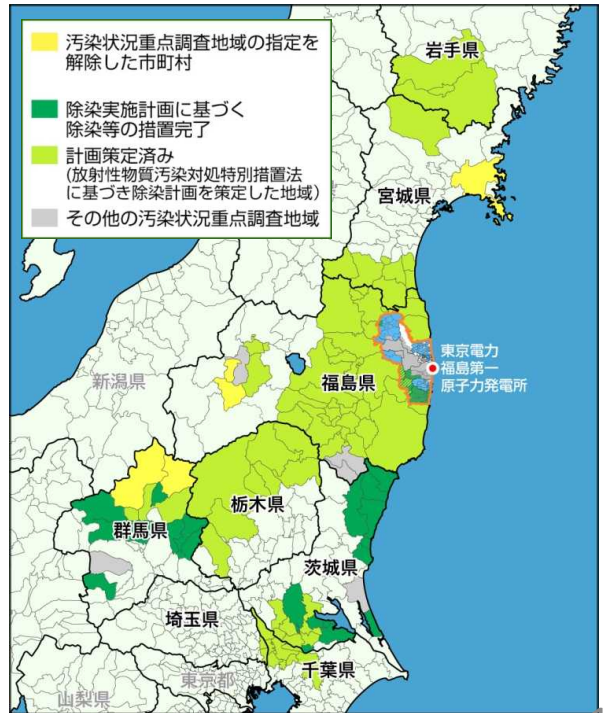 汚染状況重点調査地域の指定を
解除した市町村
除染実施計画に基づく
除染等の措置完了
計画策定済み
(放射性物質汚染対処特別措置法
に基づき除染計画を策定した地域)
その他の汚染状況重点調査地域
岩手県
宮城県
東京電力
福島第一
原子力発電所
新潟県
福島県
栃木県
群馬県
茨城県
埼玉県
千葉県
東京都
山梨県